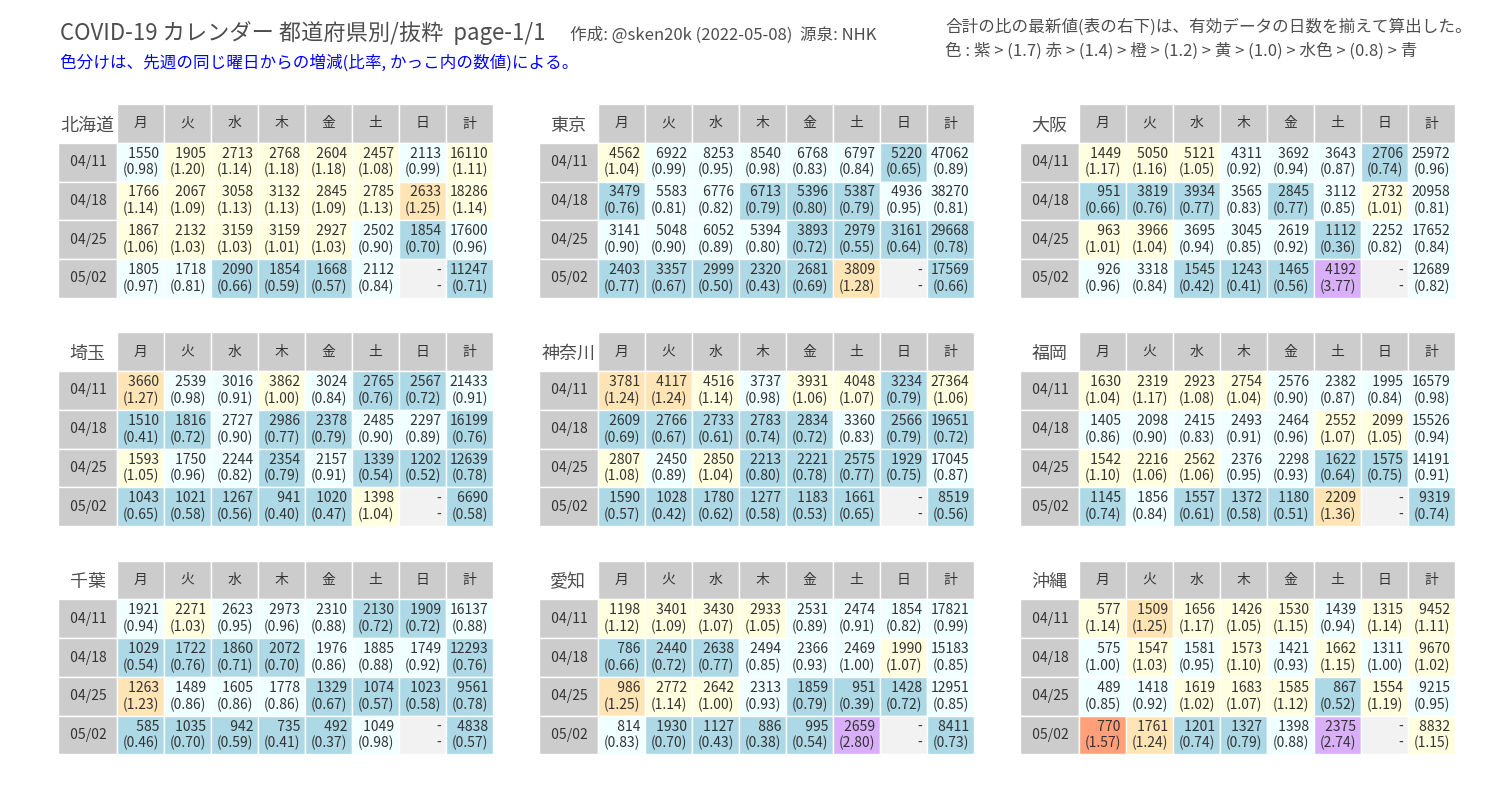 COVID-19 カレンダー 都道府県別/抜粋 page-1/1 作成: @sken20k (2022-05-08) 源泉: NHK
合計の比の最新値(表の右下)は、有効データの日数を揃えて算出した。
色分けは、先週の同じ曜日からの増減(比率, かっこ内の数値)による。
色 : 紫 > (1.7) 赤 > (1.4) 橙 > (1.2) 黄 > (1.0) > 水色 > (0.8) > 青
北海道 月 火 水 木 金 土 日 計
04/11 1550 1905 2713 2768 2604 2457 2113 16110
(0.98) (1.20) (1.14) (1.18) (1.18) (1.08) (0.99) (1.11)
04/18 1766 2067 3058 3132 2845 2785 2633 18286
(1.14) (1.09) (1.13) (1.13) (1.09) (1.13) (1.25) (1.14)
04/25 1867 2132 3159 3159 2927 2502 1854 17600
(1.06) (1.03) (1.03) (1.01) (1.03) (0.90) (0.70) (0.96)
05/02 1805 1718 2090 1854 1668 2112 - 11247
(0.97) (0.81) (0.66) (0.59) (0.57) (0.84) - (0.71)
東京 月 火 水 木 金 土 日 計
04/11 4562 6922 8253 8540 6768 6797 5220 47062
(1.04) (0.99) (0.95) (0.98) (0.83) (0.84) (0.65) (0.89)
04/18 3479 5583 6776 6713 5396 5387 4936 38270
(0.76) (0.81) (0.82) (0.79) (0.80) (0.79) (0.95) (0.81)
04/25 3141 5048 6052 5394 3893 2979 3161 29668
(0.90) (0.90) (0.89) (0.80) (0.72) (0.55) (0.64) (0.78)
05/02 2403 3357 2999 2320 2681 3809 - 17569
(0.77) (0.67) (0.50) (0.43) (0.69) (1.28) - (0.66)
大阪 月 火 水 木 金 土 日 計
04/11 1449 5050 5121 4311 3692 3643 2706 25972
(1.17) (1.16) (1.05) (0.92) (0.94) (0.87) (0.74) (0.96)
04/18 951 3819 3934 3565 2845 3112 2732 20958
(0.66) (0.76) (0.77) (0.83) (0.77) (0.85) (1.01) (0.81)
04/25 963 3966 3695 3045 2619 1112 2252 17652
(1.01) (1.04) (0.94) (0.85) (0.92) (0.36) (0.82) (0.84)
05/02 926 3318 1545 1243 1465 4192 - 12689
(0.96) (0.84) (0.42) (0.41) (0.56) (3.77) - (0.82)
埼玉 月 火 水 木 金 土 日 計
04/11 3660 2539 3016 3862 3024 2765 2567 21433
(1.27) (0.98) (0.91) (1.00) (0.84) (0.76) (0.72) (0.91)
04/18 1510 1816 2727 2986 2378 2485 2297 16199
(0.41) (0.72) (0.90) (0.77) (0.79) (0.90) (0.89) (0.76)
04/25 1593 1750 2244 2354 2157 1339 1202 12639
(1.05) (0.96) (0.82) (0.79) (0.91) (0.54) (0.52) (0.78)
05/02 1043 1021 1267 941 1020 1398 - 6690
(0.65) (0.58) (0.56) (0.40) (0.47) (1.04) - (0.58)
神奈川 月 火 水 木 金 土 日 計
04/11 3781 4117 4516 3737 3931 4048 3234 27364
(1.24) (1.24) (1.14) (0.98) (1.06) (1.07) (0.79) (1.06)
04/18 2609 2766 2733 2783 2834 3360 2566 19651
(0.69) (0.67) (0.61) (0.74) (0.72) (0.83) (0.79) (0.72)
04/25 2807 2450 2850 2213 2221 2575 1929 17045
(1.08) (0.89) (1.04) (0.80) (0.78) (0.77) (0.75) (0.87)
05/02 1590 1028 1780 1277 1183 1661 - 8519
(0.57) (0.42) (0.62) (0.58) (0.53) (0.65) - (0.56)
福岡 月 火 水 木 金 土 日 計
04/11 1630 2319 2923 2754 2576 2382 1995 16579
(1.04) (1.17) (1.08) (1.04) (0.90) (0.87) (0.84) (0.98)
04/18 1405 2098 2415 2493 2464 2552 2099 15526
(0.86) (0.90) (0.83) (0.91) (0.96) (1.07) (1.05) (0.94)
04/25 1542 2216 2562 2376 2298 1622 1575 14191
(1.10) (1.06) (1.06) (0.95) (0.93) (0.64) (0.75) (0.91)
05/02 1145 1856 1557 1372 1180 2209 - 9319
(0.74) (0.84) (0.61) (0.58) (0.51) (1.36) - (0.74)
千葉 月 火 水 木 金 土 日 計
04/11 1921 2271 2623 2973 2310 2130 1909 16137
(0.94) (1.03) (0.95) (0.96) (0.88) (0.72) (0.72) (0.88)
04/18 1029 1722 1860 2072 1976 1885 1749 12293
(0.54) (0.76) (0.71) (0.70) (0.86) (0.88) (0.92) (0.76)
04/25 1263 1489 1605 1778 1329 1074 1023 9561
(1.23) (0.86) (0.86) (0.86) (0.67) (0.57) (0.58) (0.78)
05/02 585 1035 942 735 492 1049 - 4838
(0.46) (0.70) (0.59) (0.41) (0.37) (0.98) - (0.57)
愛知 月 火 水 木 金 土 日 計
04/11 1198 3401 3430 2933 2531 2474 1854 17821
(1.12) (1.09) (1.07) (1.05) (0.89) (0.91) (0.82) (0.99)
04/18 786 2440 2638 2494 2366 2469 1990 15183
(0.66) (0.72) (0.77) (0.85) (0.93) (1.00) (1.07) (0.85)
04/25 986 2772 2642 2313 1859 951 1428 12951
(1.25) (1.14) (1.00) (0.93) (0.79) (0.39) (0.72) (0.85)
05/02 814 1930 1127 886 995 2659 - 8411
(0.83) (0.70) (0.43) (0.38) (0.54) (2.80) - (0.73)
沖縄 月 火 水 木 金 土 日 計
04/11 577 1509 1656 1426 1530 1439 1315 9452
(1.14) (1.25) (1.17) (1.05) (1.15) (0.94) (1.14) (1.11)
04/18 575 1547 1581 1573 1421 1662 1311 9670
(1.00) (1.03) (0.95) (1.10) (0.93) (1.15) (1.00) (1.02)
04/25 489 1418 1619 1683 1585 867 1554 9215
(0.85) (0.92) (1.02) (1.07) (1.12) (0.52) (1.19) (0.95)
05/02 770 1761 1201 1327 1398 2375 - 8832
(1.57) (1.24) (0.74) (0.79) (0.88) (2.74) - (1.15)